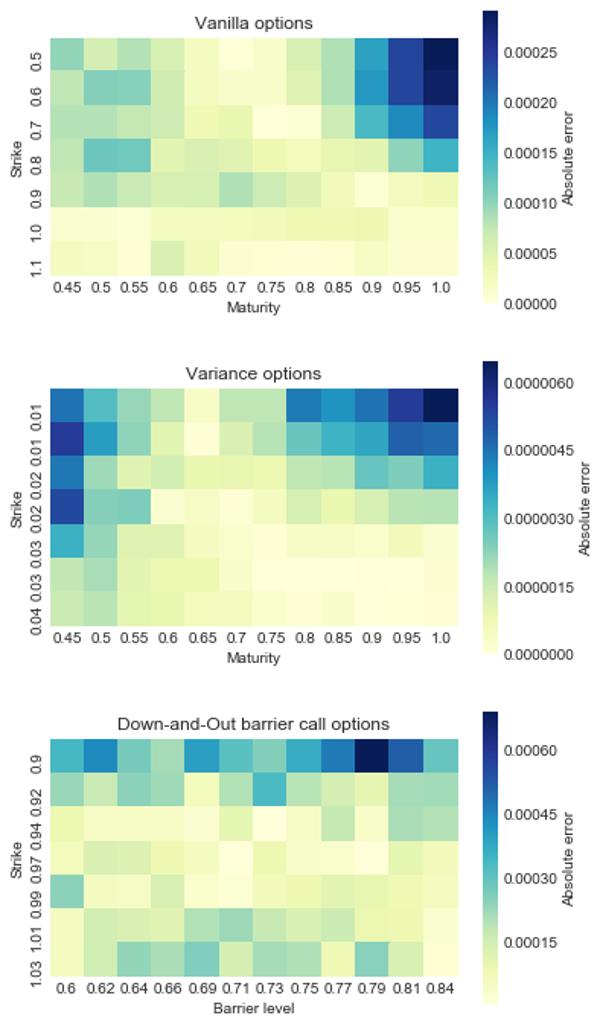 Vanilla options
Strike
0.5
0.6
0.7
0.8
0.9
1.0
1.1
0.45 0.5 0.55 0.6 0.65 0.7 0.75 0.8 0.85 0.9 0.95 1.0
Maturity
0.00025
0.00020
0.00015
0.00010
0.00005
0.00000
Absolute error
Variance options
Strike
0.01
0.01
0.02
0.02
0.03
0.03
0.04
0.45 0.5 0.55 0.6 0.65 0.7 0.75 0.8 0.85 0.9 0.95 1.0
Maturity
0.0000060
0.0000045
0.0000030
0.0000015
0.0000000
Absolute error
Down-and-Out barrier call options
Strike
0.9
0.92
0.94
0.97
0.99
1.01
1.03
0.6 0.62 0.64 0.66 0.69 0.71 0.73 0.75 0.77 0.79 0.81 0.84
Barrier level
0.00060
0.00045
0.00030
0.00015
Absolute error